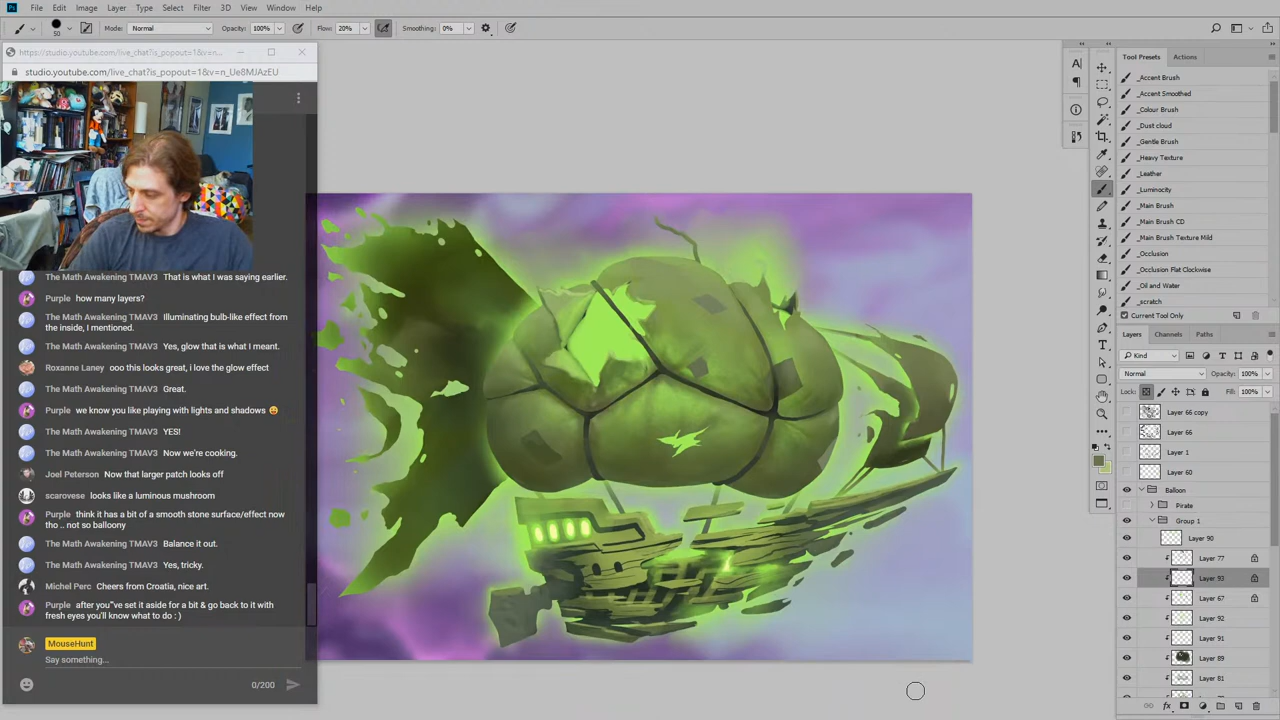 Ps File Edit Image Layer Type Select Filter 3D View Window Help
50 Mode: Normal Opacity: 100% Flow: 20% Smoothing: 0%
https://studio.youtube.com/live_chat?is_popout=1&v=n...
studio.youtube.com/live_chat?is_popout=1&v=n_Ue8MJAzEU
The Math Awakening TMAV3 That is what I was saying earlier.
Purple how many layers?
The Math Awakening TMAV3 Illuminating bulb-like effect from
the inside, I mentioned.
The Math Awakening TMAV3 Yes, glow that is what I meant.
Roxanne Laney ooo this looks great, i love the glow effect
The Math Awakening TMAV3 Great.
Purple we know you like playing with lights and shadows 😀
The Math Awakening TMAV3 YES!
The Math Awakening TMAV3 Now we're cooking.
Joel Peterson Now that larger patch looks off
scarovese looks like a luminous mushroom
Purple think it has a bit of a smooth stone surface/effect now
tho .. not so balloony
The Math Awakening TMAV3 Balance it out.
The Math Awakening TMAV3 Yes, tricky.
Michel Perc Cheers from Croatia, nice art.
Purple after you"ve set it aside for a bit & go back to it with
fresh eyes you'll know what to do : )
MouseHunt
Say something...
0/200
Tool Presets Actions
_Accent Brush
_Accent Smoothed
_Colour Brush
_Dust cloud
_Gentle Brush
_Heavy Texture
_Leather
_Luminocity
_Main Brush
_Main Brush CD
_Main Brush Texture Mild
_Occlusion
_Occlusion Flat Clockwise
_Oil and Water
_scratch
Current Tool Only
Layers Channels Paths
Kind
Normal Opacity: 100%
Lock: Fill: 100%
Layer 66 copy
Layer 66
Layer 1
Layer 60
Balloon
Pirate
Group 1
Layer 90
Layer 77
Layer 93
Layer 67
Layer 92
Layer 91
Layer 89
Layer 81
fx